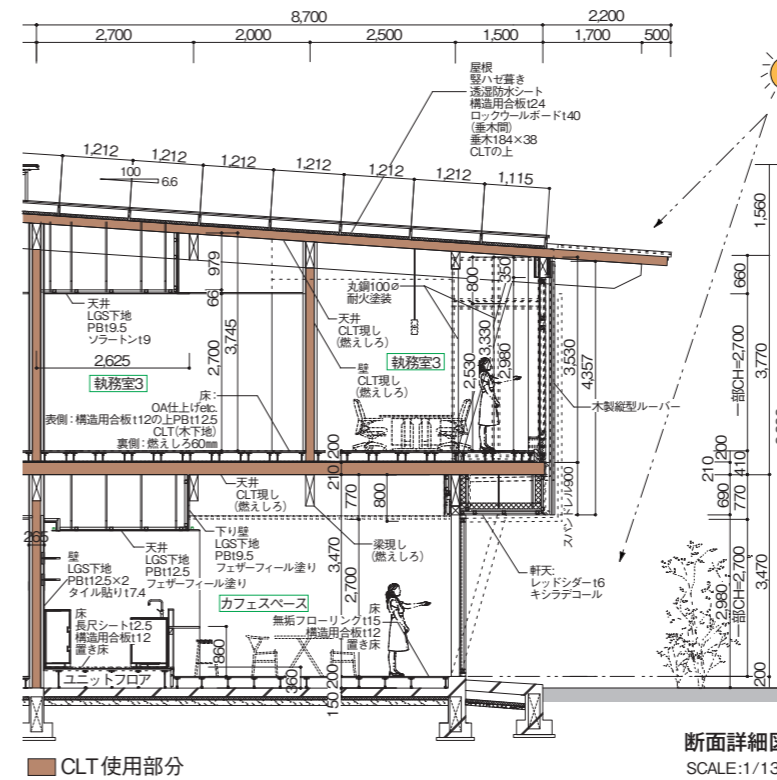 8,700
2,200
2,700
2,000
2,500
1,500
1,700
500
屋根
竪ハゼ葺き
透湿防水シート
構造用合板t24
ロックウールボードt40
(垂木間)
垂木184×38
CLTの上
1,212
1,212
1,212
1,212
1,212
1,212
1,115
100
6.6
979
66
2,700
3,745
天井
LGS下地
PBt9.5
ソラートンt9
2,625
執務室3
天井
CLT現し
(燃えしろ)
壁
CLT現し
(燃えしろ)
丸鋼100φ
耐火塗装
執務室3
800
350
2,530
3,330
2,980
3,530
4,357
木製縦型ルーバー
床:
OA仕上げetc.
表側:構造用合板t12の上PBt12.5
CLT(木下地)
裏側:燃えしろ60mm
200
210
天井
CLT現し
(燃えしろ)
770
800
3,470
2,700
梁現し
(燃えしろ)
下り壁
LGS下地
PBt9.5
フェザーフィール塗り
天井
LGS下地
PBt12.5
フェザーフィール塗り
265
壁
LGS下地
PBt12.5×2
タイル貼りt7.4
床
長尺シートt2.5
構造用合板t12
置き床
カフェスペース
床
無垢フローリングt15
構造用合板t12
置き床
860
360
150
200
ユニットフロア
スパンドレル900
軒天:
レッドシダーt6
キシラデコール
1,560
660
3,770
一部CH=2,700
200
210
410
690
770
2,980
一部CH=2,700
3,470
200
CLT使用部分
断面詳細図
SCALE:1/13